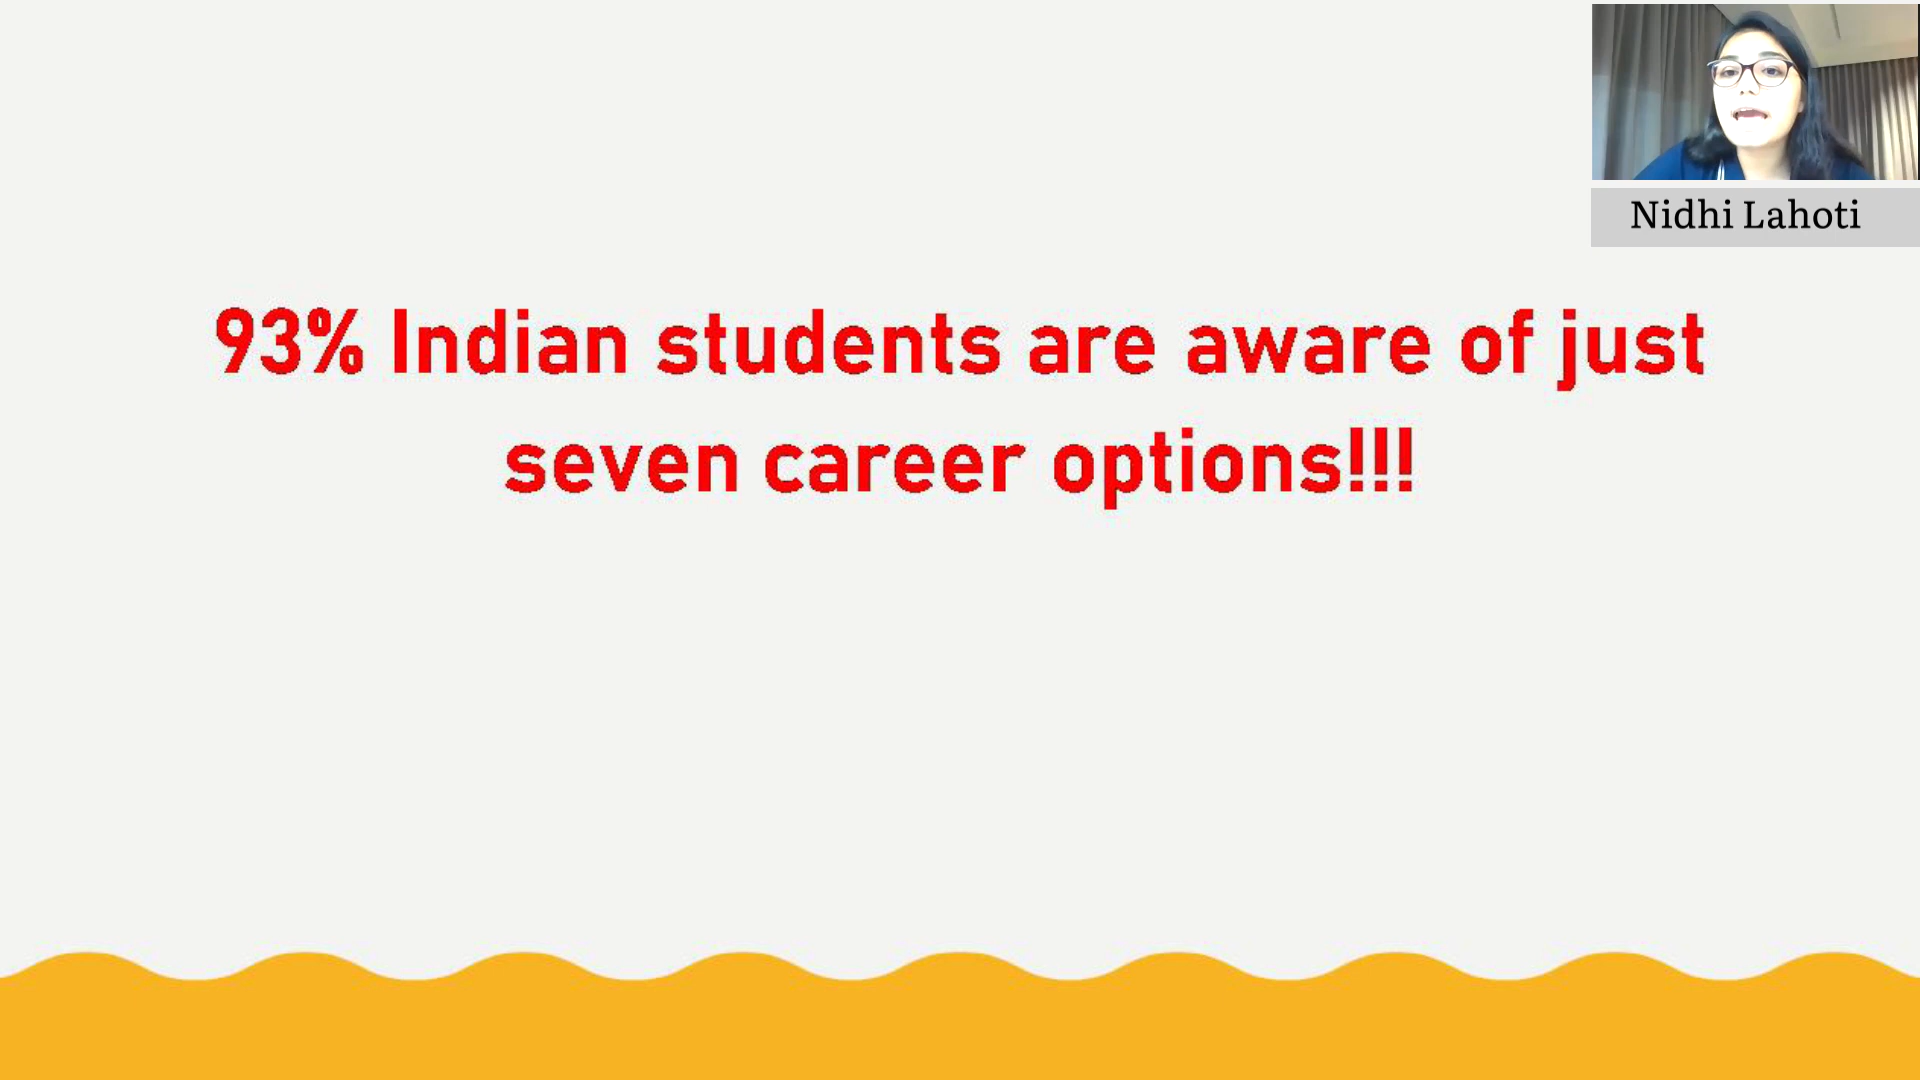 Nidhi Lahoti
93% Indian students are aware of just
seven career options!!!